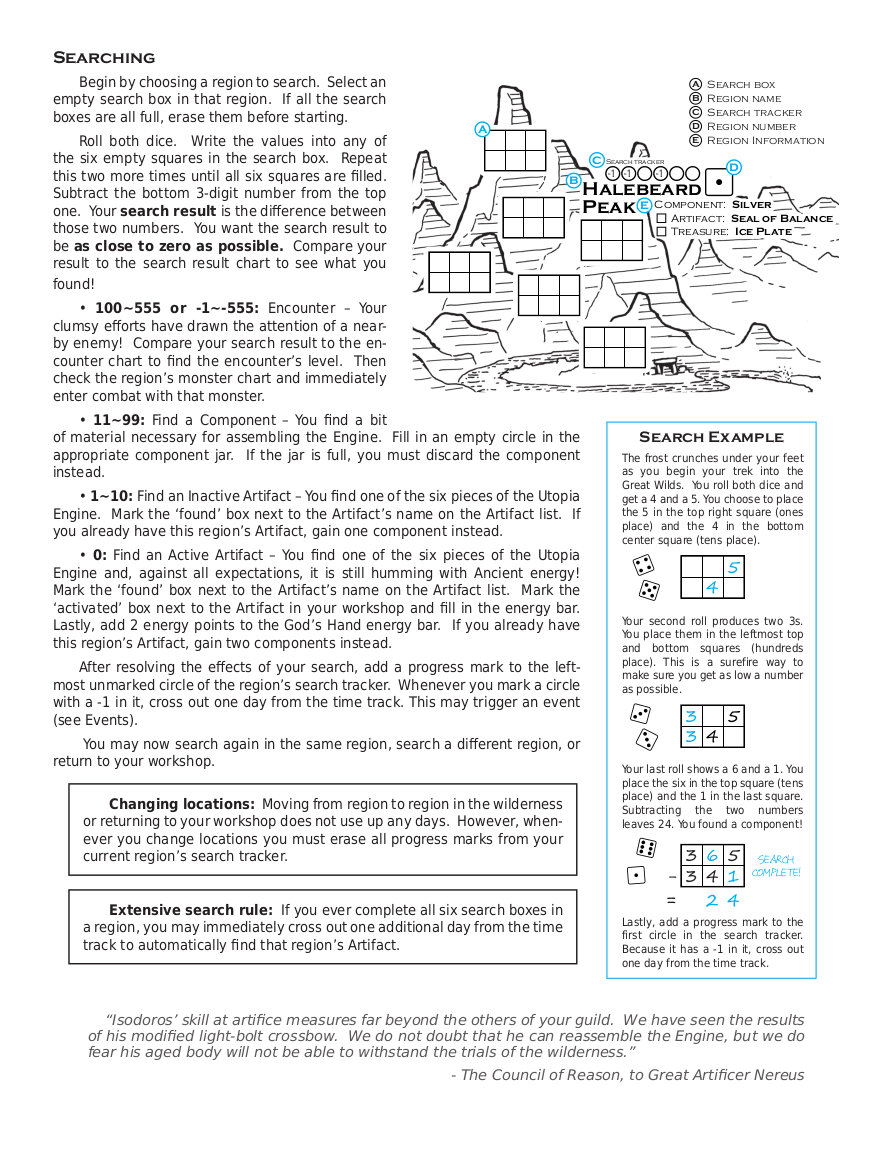 Searching
Begin by choosing a region to search. Select an
empty search box in that region. If all the search
boxes are all full, erase them before starting.
Roll both dice. Write the values into any of
the six empty squares in the search box. Repeat
this two more times until all six squares are filled.
Subtract the bottom 3-digit number from the top
one. Your search result is the difference between
those two numbers. You want the search result to
be as close to zero as possible. Compare your
result to the search result chart to see what you
found!
• 100~555 or -1~-555: Encounter – Your
clumsy efforts have drawn the attention of a near-
by enemy! Compare your search result to the en-
counter chart to find the encounter's level. Then
check the region's monster chart and immediately
enter combat with that monster.
• 11~99: Find a Component – You find a bit
of material necessary for assembling the Engine. Fill in an empty circle in the
appropriate component jar. If the jar is full, you must discard the component
instead.
• 1~10: Find an Inactive Artifact – You find one of the six pieces of the Utopia
Engine. Mark the 'found' box next to the Artifact's name on the Artifact list. If
you already have this region's Artifact, gain one component instead.
• 0: Find an Active Artifact – You find one of the six pieces of the Utopia
Engine and, against all expectations, it is still humming with Ancient energy!
Mark the 'found' box next to the Artifact's name on the Artifact list. Mark the
'activated' box next to the Artifact in your workshop and fill in the energy bar.
Lastly, add 2 energy points to the God's Hand energy bar. If you already have
this region's Artifact, gain two components instead.
After resolving the effects of your search, add a progress mark to the left-
most unmarked circle of the region's search tracker. Whenever you mark a circle
with a -1 in it, cross out one day from the time track. This may trigger an event
(see Events).
You may now search again in the same region, search a different region, or
return to your workshop.
Changing locations: Moving from region to region in the wilderness
or returning to your workshop does not use up any days. However, when-
ever you change locations you must erase all progress marks from your
current region's search tracker.
Extensive search rule: If you ever complete all six search boxes in
a region, you may immediately cross out one additional day from the time
track to automatically find that region's Artifact.
A Search box
B Region name
C Search tracker
D Region number
E Region Information
A
C Search tracker
-1 -1 -1
D
B Halebeard
Peak
E Component: Silver
Artifact: Seal of Balance
Treasure: Ice Plate
Search Example
The frost crunches under your feet
as you begin your trek into the
Great Wilds. You roll both dice and
get a 4 and a 5. You choose to place
the 5 in the top right square (ones
place) and the 4 in the bottom
center square (tens place).
5
4
Your second roll produces two 3s.
You place them in the leftmost top
and bottom squares (hundreds
place). This is a surefire way to
make sure you get as low a number
as possible.
3 5
3 4
Your last roll shows a 6 and a 1. You
place the six in the top square (tens
place) and the 1 in the last square.
Subtracting the two numbers
leaves 24. You found a component!
3 6 5
– 3 4 1
= 2 4
SEARCH
COMPLETE!
Lastly, add a progress mark to the
first circle in the search tracker.
Because it has a -1 in it, cross out
one day from the time track.
"Isodoros' skill at artifice measures far beyond the others of your guild. We have seen the results
of his modified light-bolt crossbow. We do not doubt that he can reassemble the Engine, but we do
fear his aged body will not be able to withstand the trials of the wilderness."
- The Council of Reason, to Great Artificer Nereus